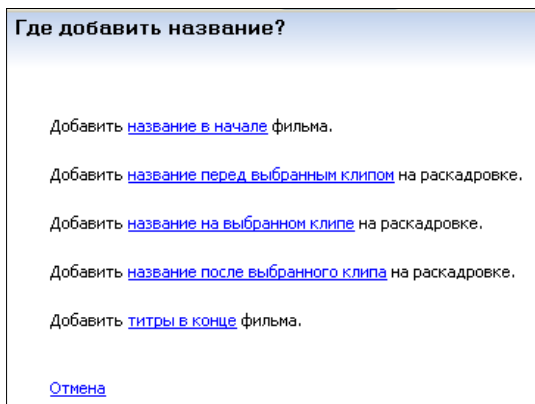 Где добавить название?
Добавить название в начале фильма.
Добавить название перед выбранным клипом на раскадровке.
Добавить название на выбранном клипе на раскадровке.
Добавить название после выбранного клипа на раскадровке.
Добавить титры в конце фильма.
Отмена